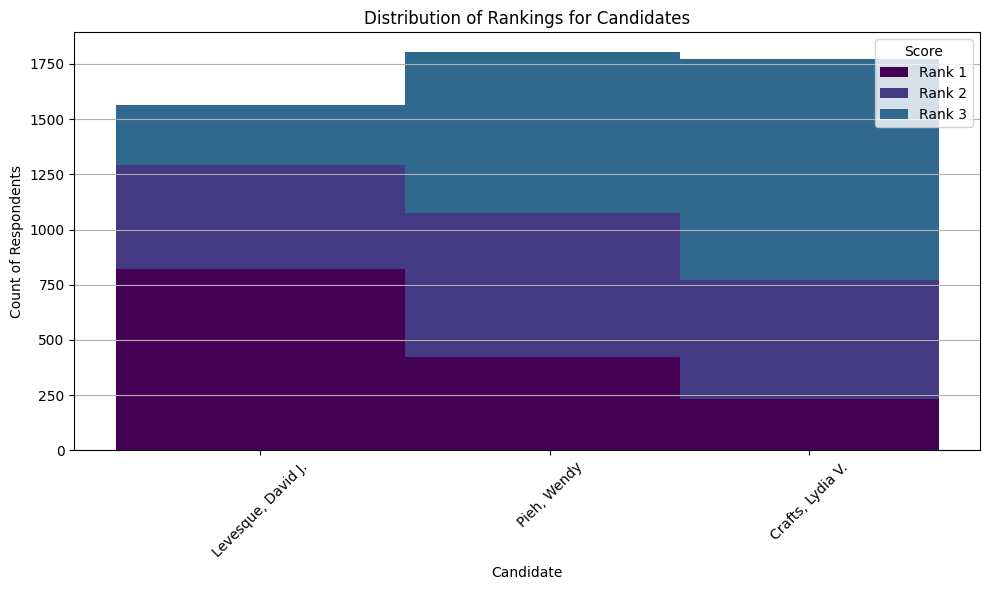 Distribution of Rankings for Candidates
Score
Rank 1
Rank 2
Rank 3
Count of Respondents
1750
1500
1250
1000
750
500
250
0
Levesque, David J.
Pieh, Wendy
Crafts, Lydia V.
Candidate